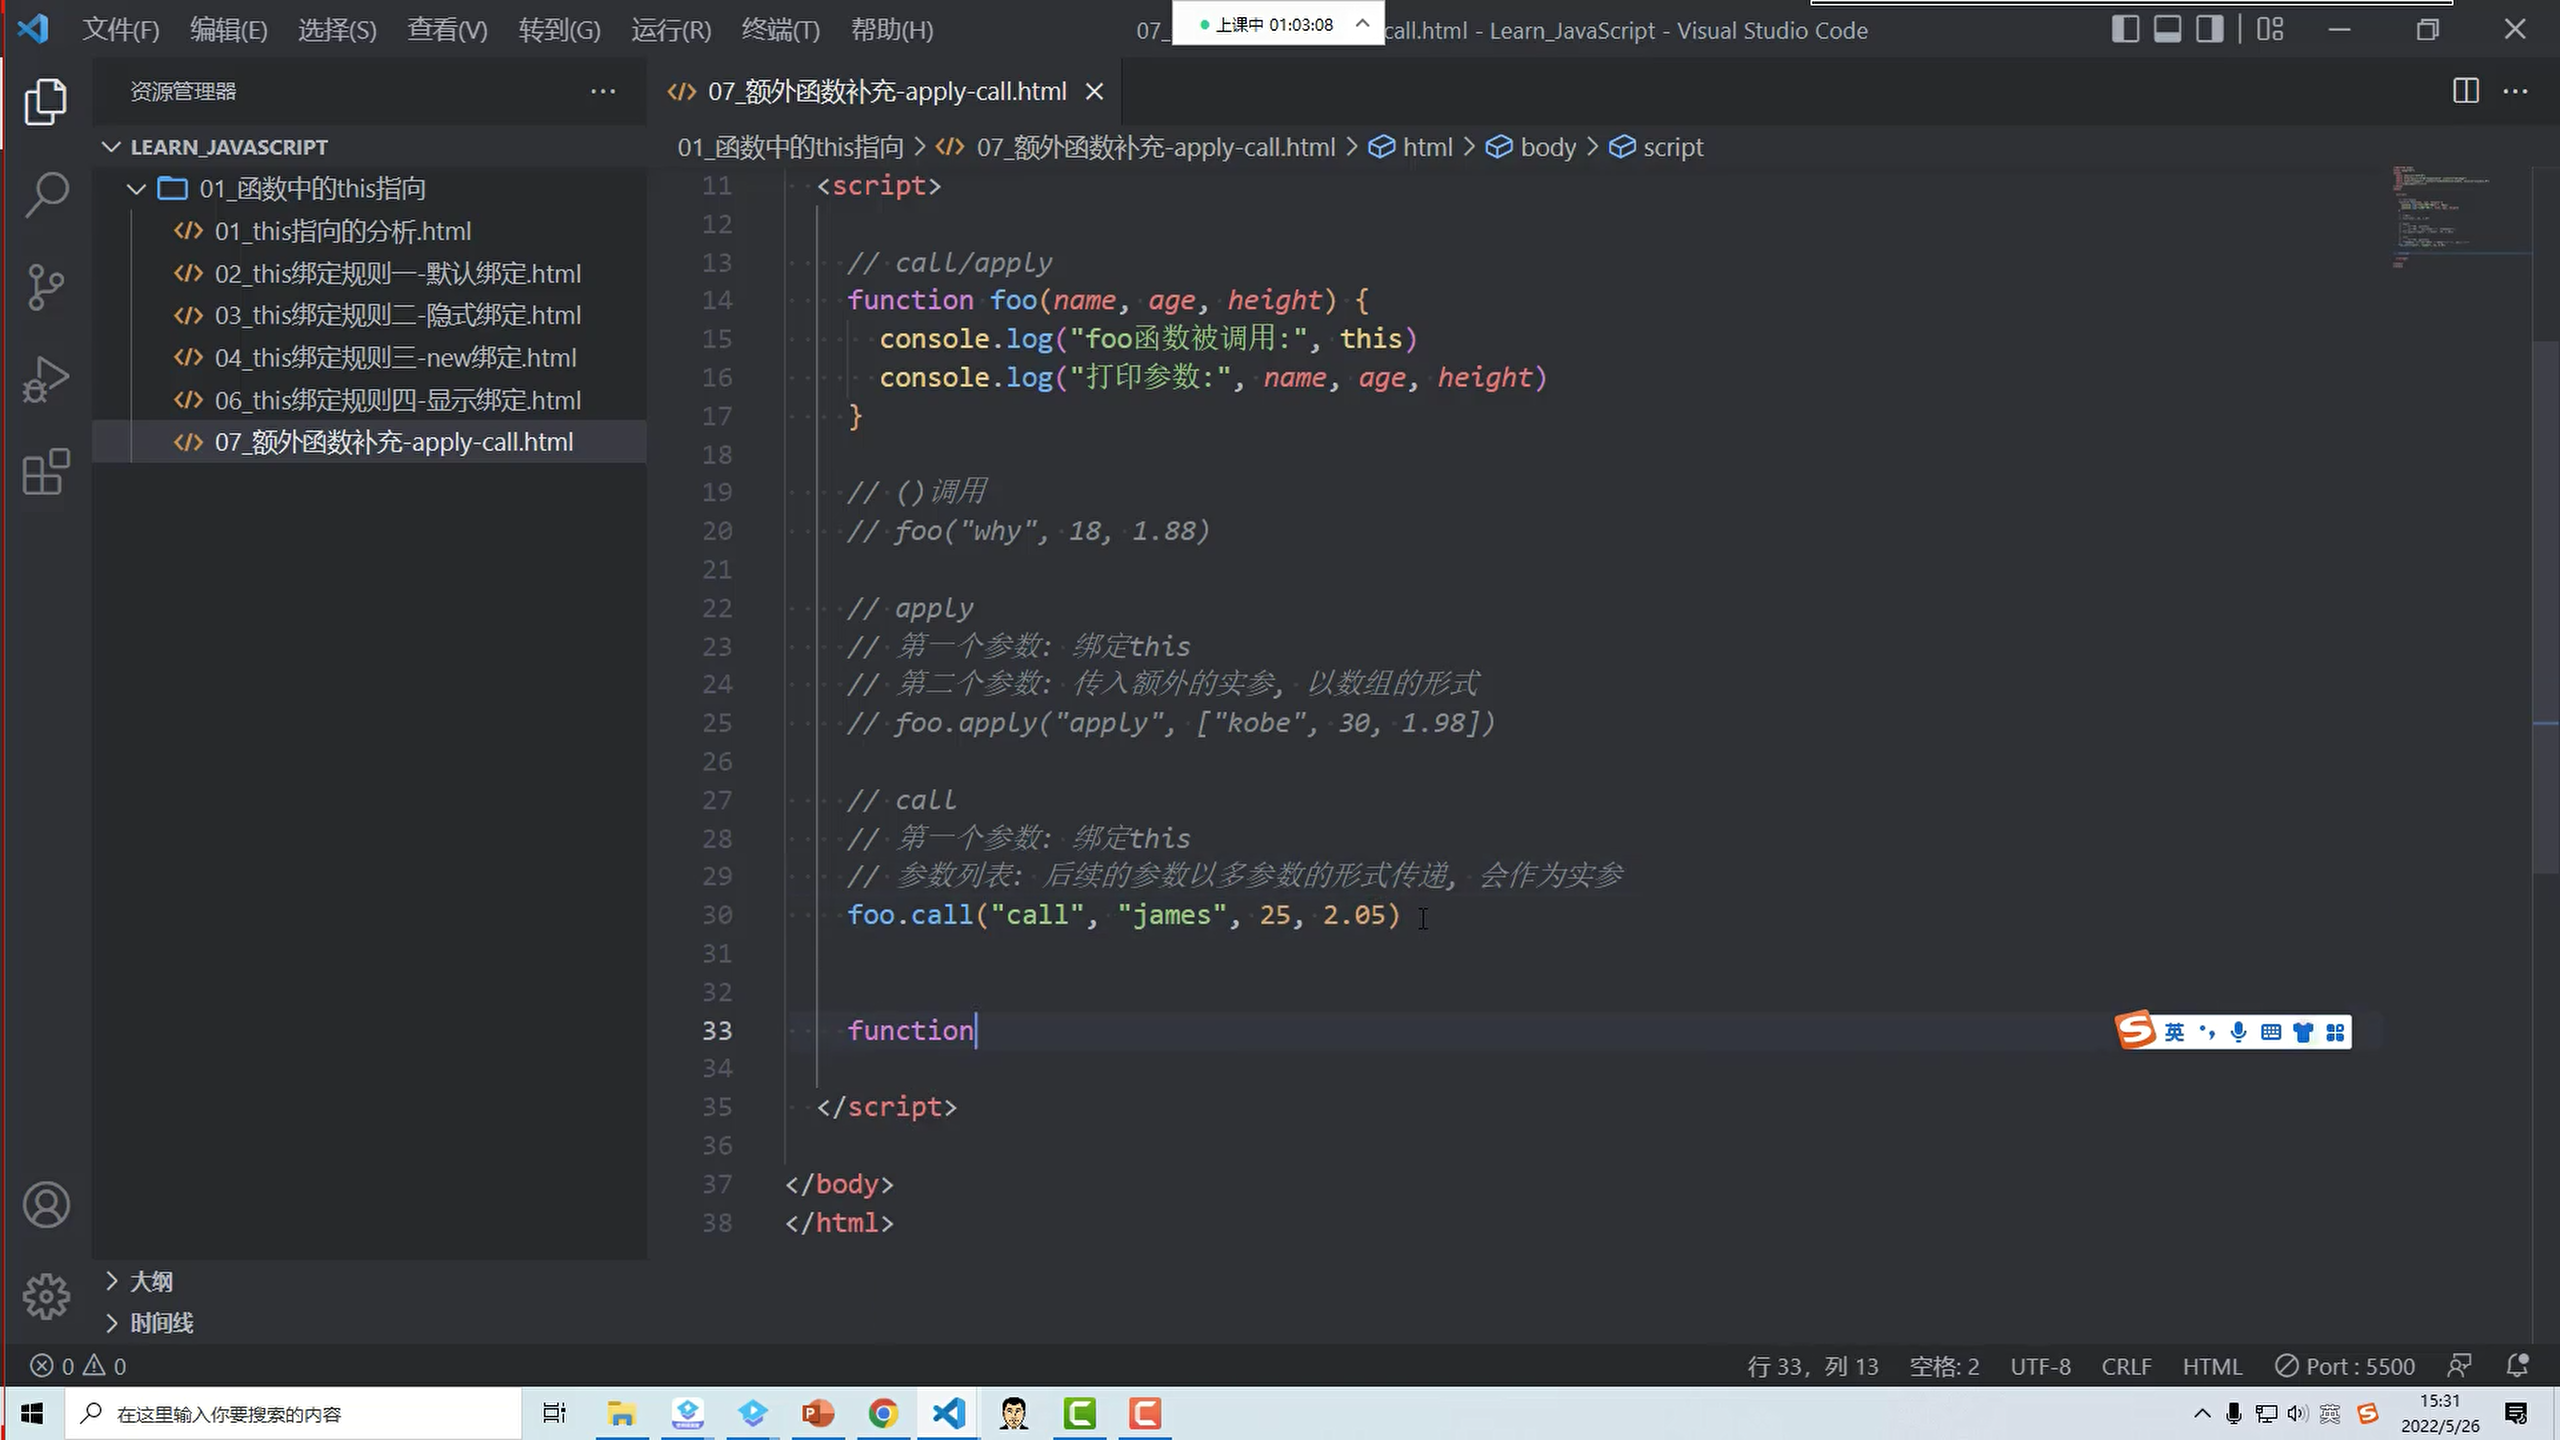 文件(F) 编辑(E) 选择(S) 查看(V) 转到(G) 运行(R) 终端(T) 帮助(H) 07_ call.html - Learn_JavaScript - Visual Studio Code
上课中 01:03:08
资源管理器
LEARN_JAVASCRIPT
01_函数中的this指向
01_this指向的分析.html
02_this绑定规则一-默认绑定.html
03_this绑定规则二-隐式绑定.html
04_this绑定规则三-new绑定.html
06_this绑定规则四-显示绑定.html
07_额外函数补充-apply-call.html
大纲
时间线
07_额外函数补充-apply-call.html
01_函数中的this指向 > 07_额外函数补充-apply-call.html > html > body > script
11 <script>
12
13 // call/apply
14 function foo(name, age, height) {
15 console.log("foo函数被调用:", this)
16 console.log("打印参数:", name, age, height)
17 }
18
19 // ()调用
20 // foo("why", 18, 1.88)
21
22 // apply
23 // 第一个参数: 绑定this
24 // 第二个参数: 传入额外的实参, 以数组的形式
25 // foo.apply("apply", ["kobe", 30, 1.98])
26
27 // call
28 // 第一个参数: 绑定this
29 // 参数列表: 后续的参数以多参数的形式传递, 会作为实参
30 foo.call("call", "james", 25, 2.05)
31
32
33 function
34
35 </script>
36
37 </body>
38 </html>
英
0 0 行 33，列 13 空格: 2 UTF-8 CRLF HTML Port : 5500
在这里输入你要搜索的内容
英
15:31
2022/5/26